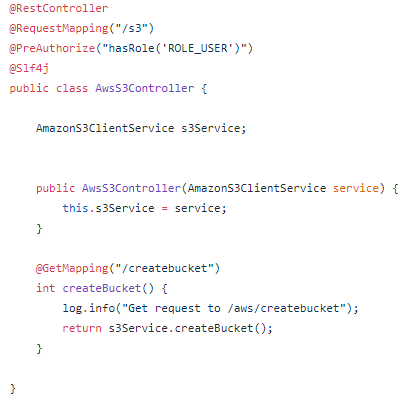 @RestController
@RequestMapping("/s3")
@PreAuthorize("hasRole('ROLE_USER')")
@Slf4j
public class AwsS3Controller {
AmazonS3ClientService s3Service;
public AwsS3Controller(AmazonS3ClientService service) {
this.s3Service = service;
}
@GetMapping("/createbucket")
int createBucket() {
log.info("Get request to /aws/createbucket");
return s3Service.createBucket();
}
}